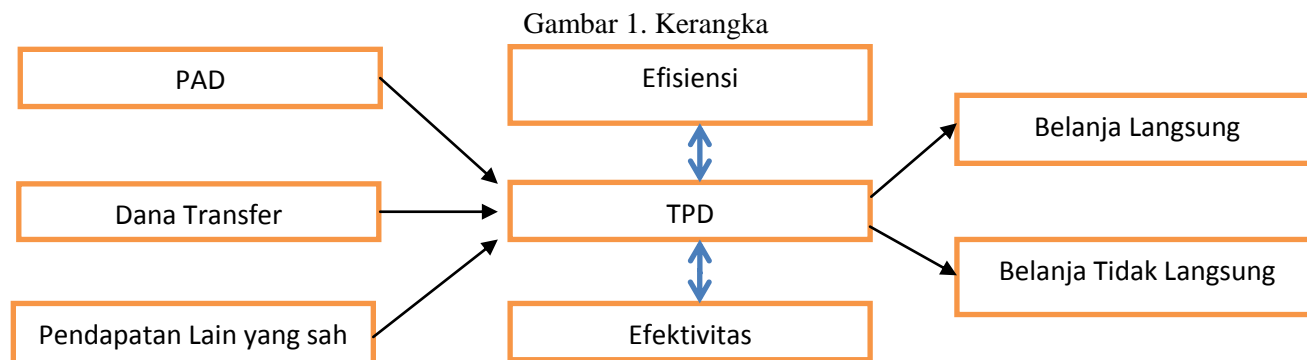 Gambar 1. Kerangka
PAD
Efisiensi
Belanja Langsung
Dana Transfer
TPD
Belanja Tidak Langsung
Pendapatan Lain yang sah
Efektivitas